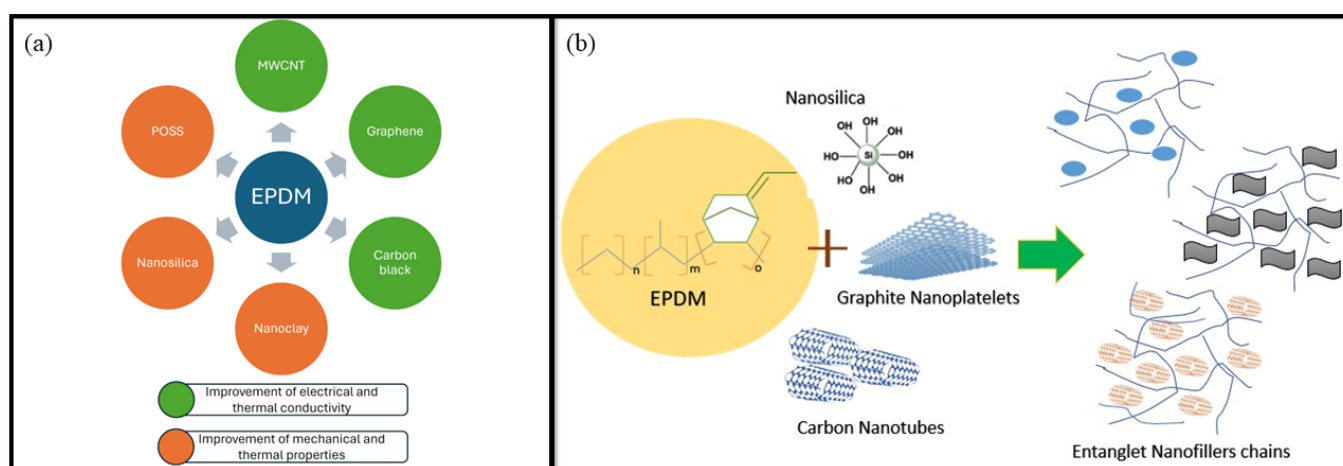 (a)
MWCNT
POSS
Graphene
EPDM
Nanosilica
Carbon
black
Nanoclay
Improvement of electrical and
thermal conductivity
Improvement of mechanical and
thermal properties
(b)
Nanosilica
OH
OH
OH
HO
Si
OH
HO
OH
HO
OH
n
m
o
EPDM
Graphite Nanoplatelets
Carbon Nanotubes
Entanglet Nanofillers chains